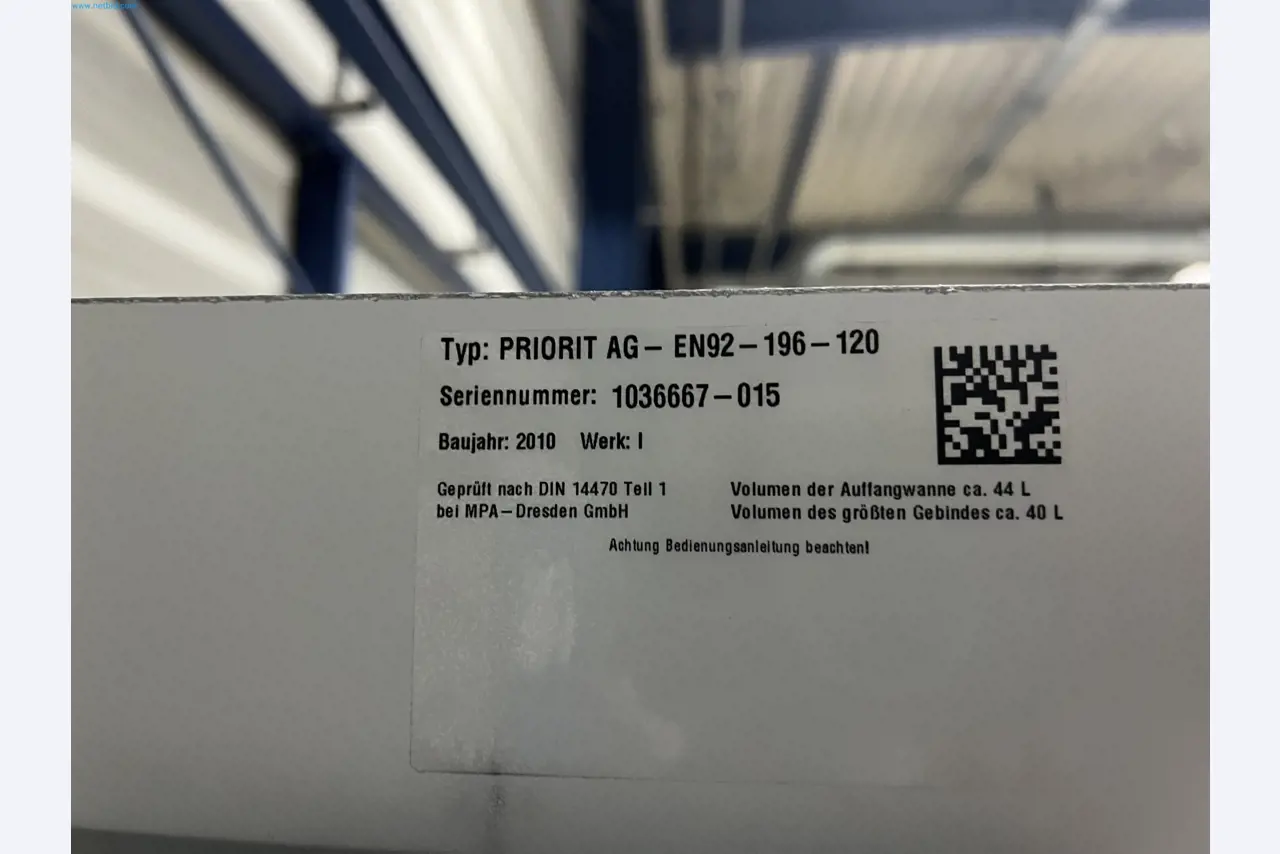 Typ: PRIORIT AG – EN92 – 196 – 120
Seriennummer: 1036667 – 015
Baujahr: 2010 Werk: I
Geprüft nach DIN 14470 Teil 1
bei MPA – Dresden GmbH
Volumen der Auffangwanne ca. 44 L
Volumen des größten Gebindes ca. 40 L
Achtung Bedienungsanleitung beachten!